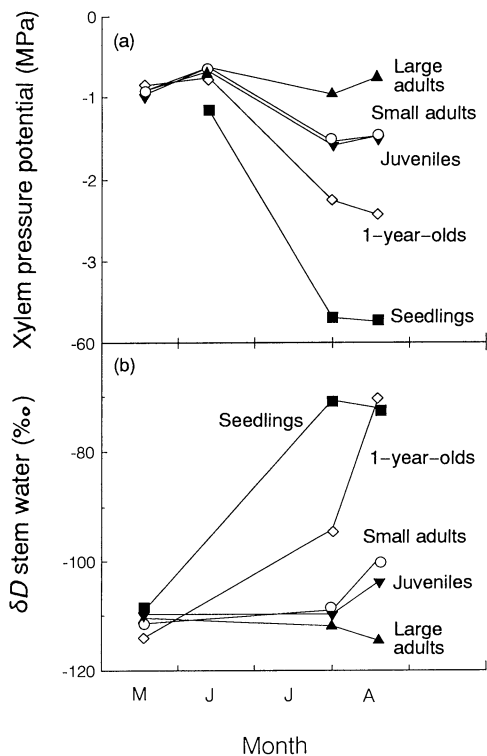 Xylem pressure potential (MPa)
0
-1
-2
-3
-60
(a)
Large
adults
Small adults
Juveniles
1-year-olds
Seedlings
δD stem water (‰)
-80
-100
-120
(b)
Seedlings
1-year-olds
Small adults
Juveniles
Large
adults
M J J A
Month